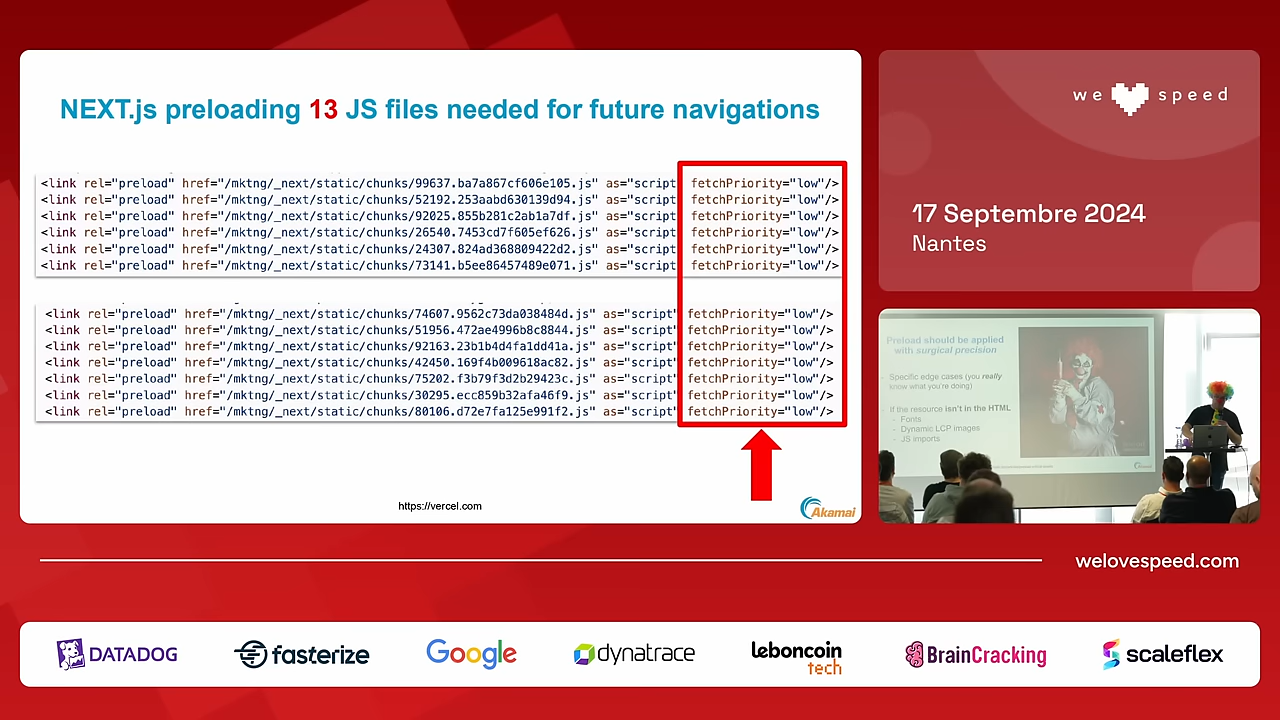 NEXT.js preloading 13 JS files needed for future navigations
<link rel="preload" href="/mktng/_next/static/chunks/99637.ba7a867cf606e105.js" as="script" fetchPriority="low"/>
<link rel="preload" href="/mktng/_next/static/chunks/52192.253aabd630139d94.js" as="script" fetchPriority="low"/>
<link rel="preload" href="/mktng/_next/static/chunks/92025.855b281c2ab1a7df.js" as="script" fetchPriority="low"/>
<link rel="preload" href="/mktng/_next/static/chunks/26540.7453cd7f605ef626.js" as="script" fetchPriority="low"/>
<link rel="preload" href="/mktng/_next/static/chunks/24307.824ad368809422d2.js" as="script" fetchPriority="low"/>
<link rel="preload" href="/mktng/_next/static/chunks/73141.b5ee86457489e071.js" as="script fetchPriority="low"/>
<link rel="preload" href="/mktng/_next/static/chunks/74607.9562c73da038484d.js" as="script" fetchPriority="low"/>
<link rel="preload" href="/mktng/_next/static/chunks/51956.472ae4996b8c8844.js" as="script" fetchPriority="low"/>
<link rel="preload" href="/mktng/_next/static/chunks/92163.23b1b4d4fa1dd41a.js" as="script" fetchPriority="low"/>
<link rel="preload" href="/mktng/_next/static/chunks/42450.169f4b009618ac82.js" as="script" fetchPriority="low"/>
<link rel="preload" href="/mktng/_next/static/chunks/75202.f3b79f3d2b29423c.js" as="script" fetchPriority="low"/>
<link rel="preload" href="/mktng/_next/static/chunks/30295.ecc859b32afa46f9.js" as="script" fetchPriority="low"/>
<link rel="preload" href="/mktng/_next/static/chunks/80106.d72e7fa125e991f2.js" as="script" fetchPriority="low"/>
https://vercel.com
Akamai
we speed
17 Septembre 2024
Nantes
Preload should be applied
with surgical precision
- Specific edge cases (you really
know what you're doing)
- If the resource isn't in the HTML
- Fonts
- Dynamic LCP images
- JS imports
Akamai
welovespeed.com
DATADOG
fasterize
Google
dynatrace
leboncoin
tech
BrainCracking
scaleflex